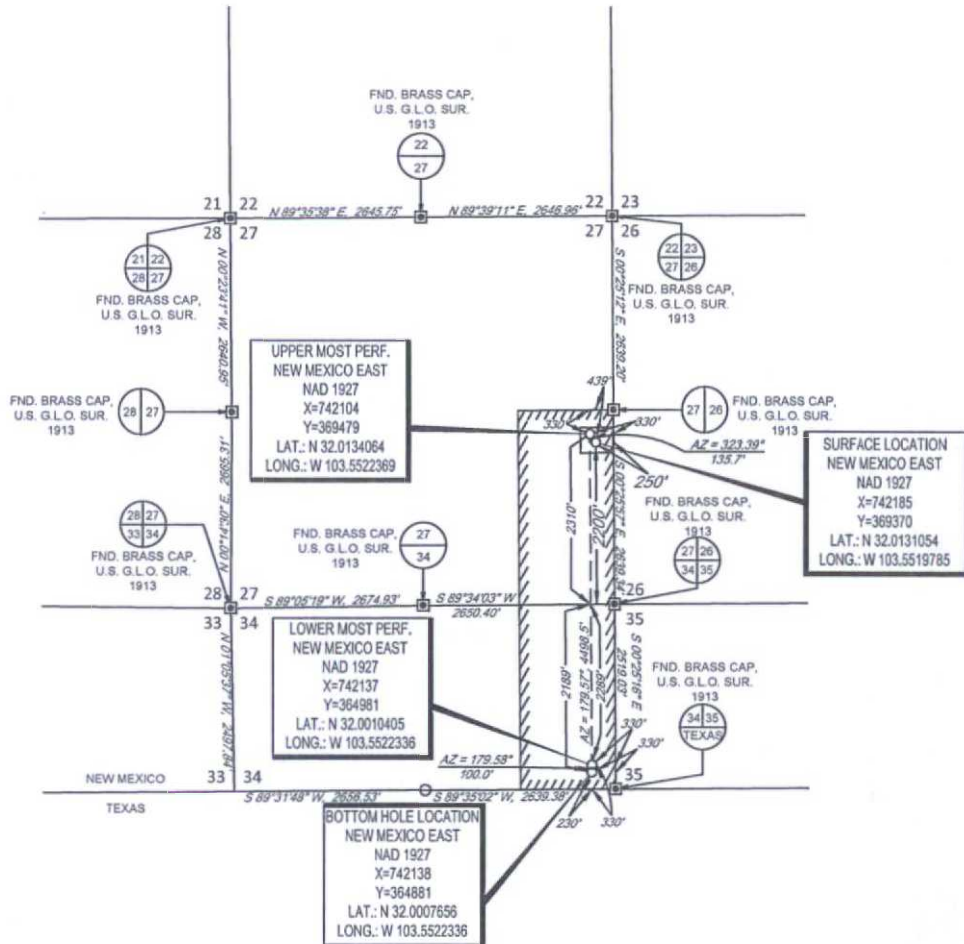 FND. BRASS CAP,
U.S. G.L.O. SUR.
1913
22
27
21 22
28 27
N 89°35'38" E, 2645.75'
N 89°39'11" E, 2646.96'
22 23
27 26
21 22
28 27
FND. BRASS CAP,
U.S. G.L.O. SUR.
1913
22 23
27 26
FND. BRASS CAP,
U.S. G.L.O. SUR.
1913
N 00°23'41" W, 2640.95'
S 00°25'12" E, 2639.20'
UPPER MOST PERF.
NEW MEXICO EAST
NAD 1927
X=742104
Y=369479
LAT.: N 32.0134064
LONG.: W 103.5522369
439'
330'
330'
FND. BRASS CAP,
U.S. G.L.O. SUR.
1913
28 27
27 26
FND. BRASS CAP,
U.S. G.L.O. SUR.
1913
AZ = 323.39°
135.7'
250'
SURFACE LOCATION
NEW MEXICO EAST
NAD 1927
X=742185
Y=369370
LAT.: N 32.0131054
LONG.: W 103.5519785
N 00°14'30" E, 2665.31'
2310'
2200'
28 27
33 34
FND. BRASS CAP,
U.S. G.L.O. SUR.
1913
27
34
FND. BRASS CAP,
U.S. G.L.O. SUR.
1913
FND. BRASS CAP,
U.S. G.L.O. SUR.
1913
27 26
34 35
28 27
33 34
S 89°05'19" W, 2674.93'
S 89°34'03" W
2650.40'
26
35
LOWER MOST PERF.
NEW MEXICO EAST
NAD 1927
X=742137
Y=364981
LAT.: N 32.0010405
LONG.: W 103.5522336
N 01°05'37" W, 2497.84'
2189'
AZ = 179.57°, 4498.5'
2289'
S 00°25'16" E
2519.03'
FND. BRASS CAP,
U.S. G.L.O. SUR.
1913
34 35
TEXAS
330'
330'
AZ = 179.58°
100.0'
NEW MEXICO
33 34
35
TEXAS
S 89°31'48" W, 2656.53'
S 89°35'02" W, 2639.38'
230'
330'
BOTTOM HOLE LOCATION
NEW MEXICO EAST
NAD 1927
X=742138
Y=364881
LAT.: N 32.0007656
LONG.: W 103.5522336